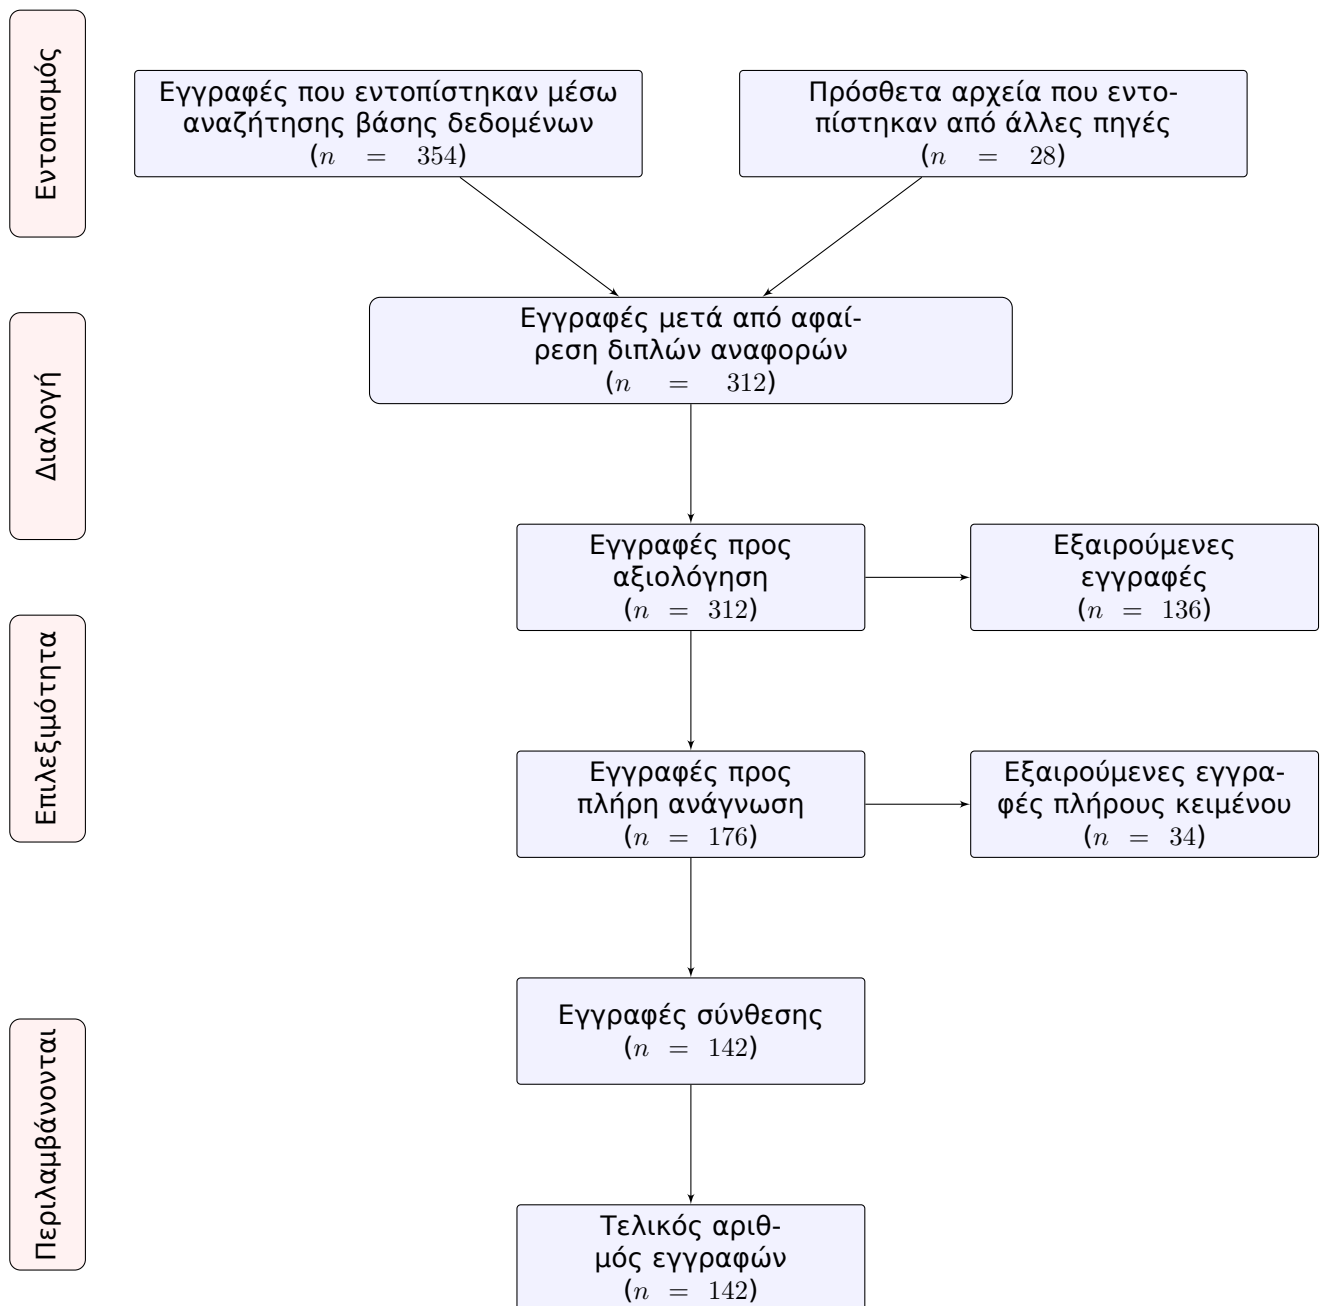 Εντοπισμός
Εγγραφές που εντοπίστηκαν μέσω
αναζήτησης βάσης δεδομένων
(n = 354)
Πρόσθετα αρχεία που εντο-
πίστηκαν από άλλες πηγές
(n = 28)
Διαλογή
Εγγραφές μετά από αφαί-
ρεση διπλών αναφορών
(n = 312)
Εγγραφές προς
αξιολόγηση
(n = 312)
Εξαιρούμενες
εγγραφές
(n = 136)
Επιλεξιμότητα
Εγγραφές προς
πλήρη ανάγνωση
(n = 176)
Εξαιρούμενες εγγρα-
φές πλήρους κειμένου
(n = 34)
Περιλαμβάνονται
Εγγραφές σύνθεσης
(n = 142)
Τελικός αριθ-
μός εγγραφών
(n = 142)